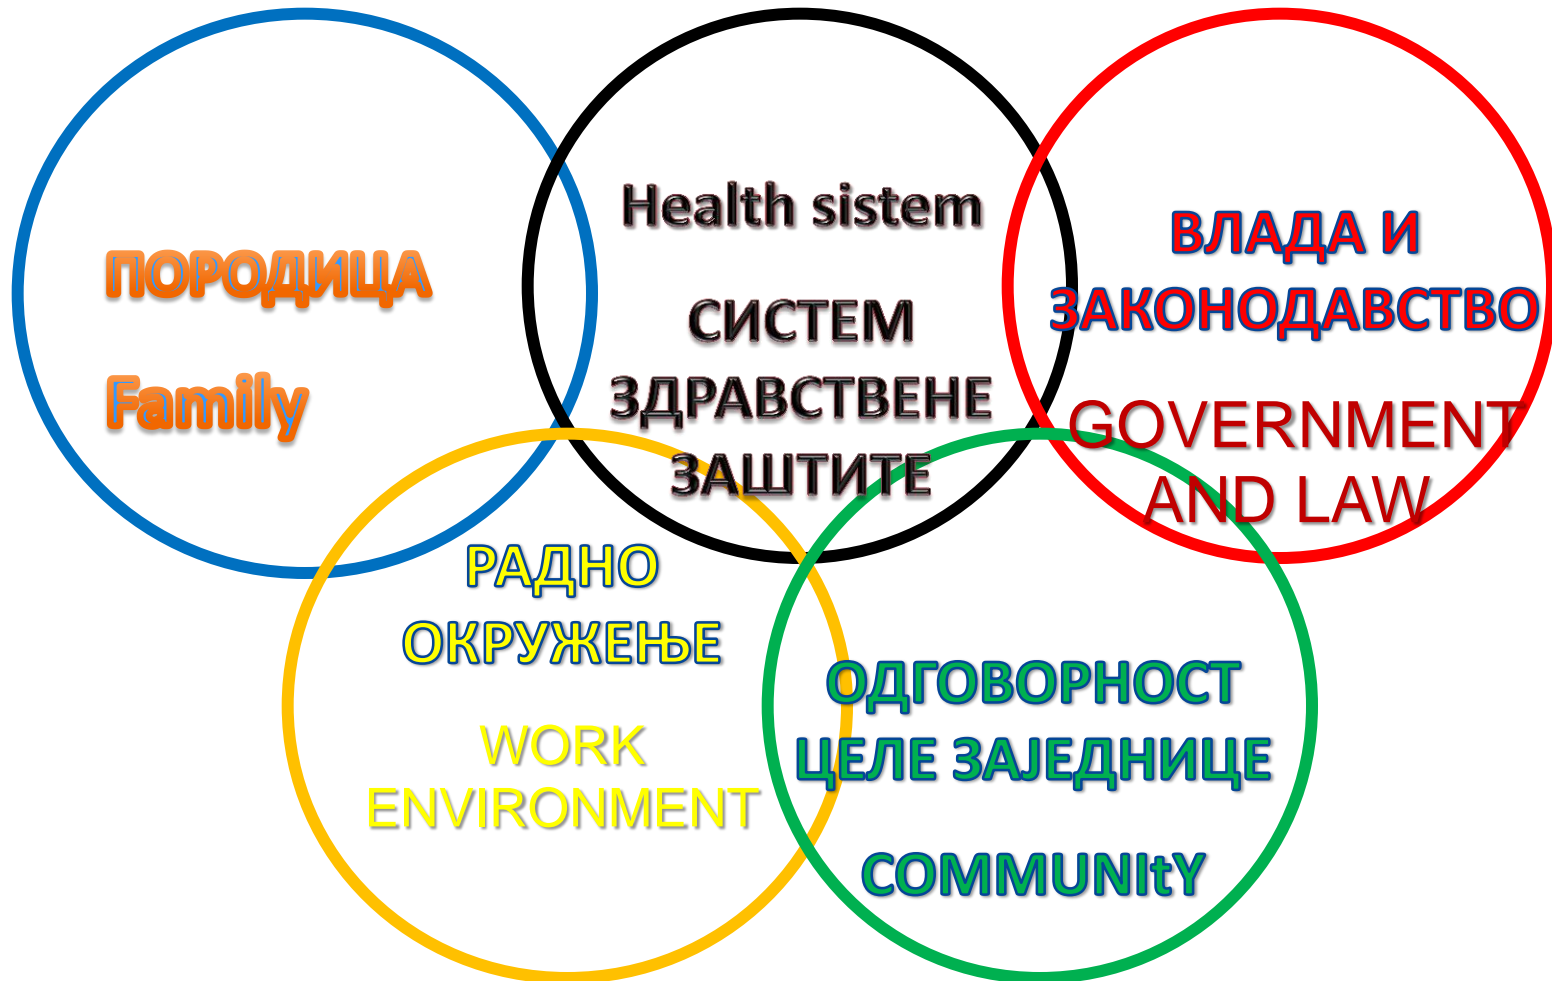 ПОРОДИЦА
Family
Health sistem
СИСТЕМ
ЗДРАВСТВЕНЕ
ЗАШТИТЕ
ВЛАДА И
ЗАКОНОДАВСТВО
GOVERNMENT
AND LAW
РАДНО
ОКРУЖЕЊЕ
WORK
ENVIRONMENT
ОДГОВОРНОСТ
ЦЕЛЕ ЗАЈЕДНИЦЕ
COMMUNItY